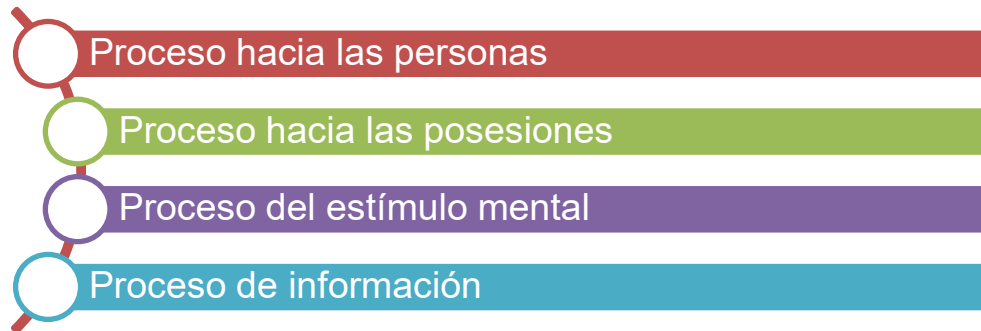 Proceso hacia las personas
Proceso hacia las posesiones
Proceso del estímulo mental
Proceso de información